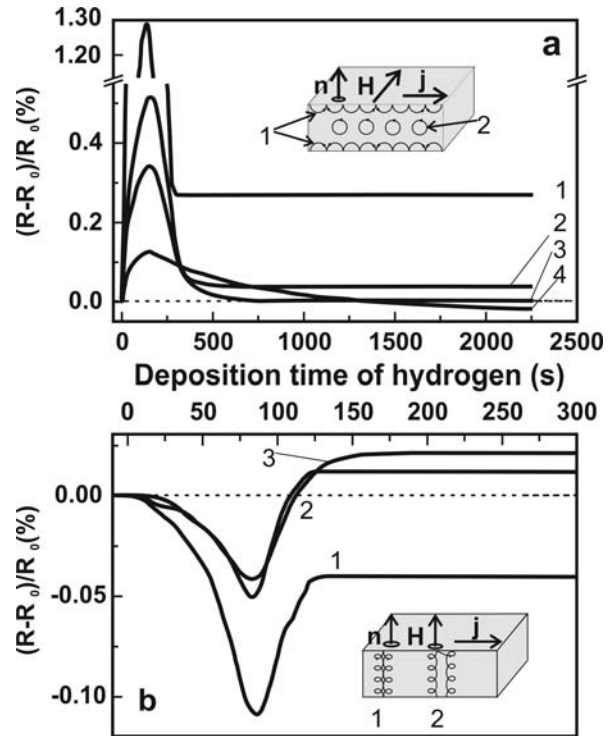 1.30
1.20
0.4
0.2
0.0
(R-R₀)/R₀(%)
a
n H j
1 2
1
2
3
4
0 500 1000 1500 2000 2500
Deposition time of hydrogen (s)
0 50 100 150 200 250 300
0.00
-0.05
-0.10
(R-R₀)/R₀(%)
3
2
1
n H j
b
1 2